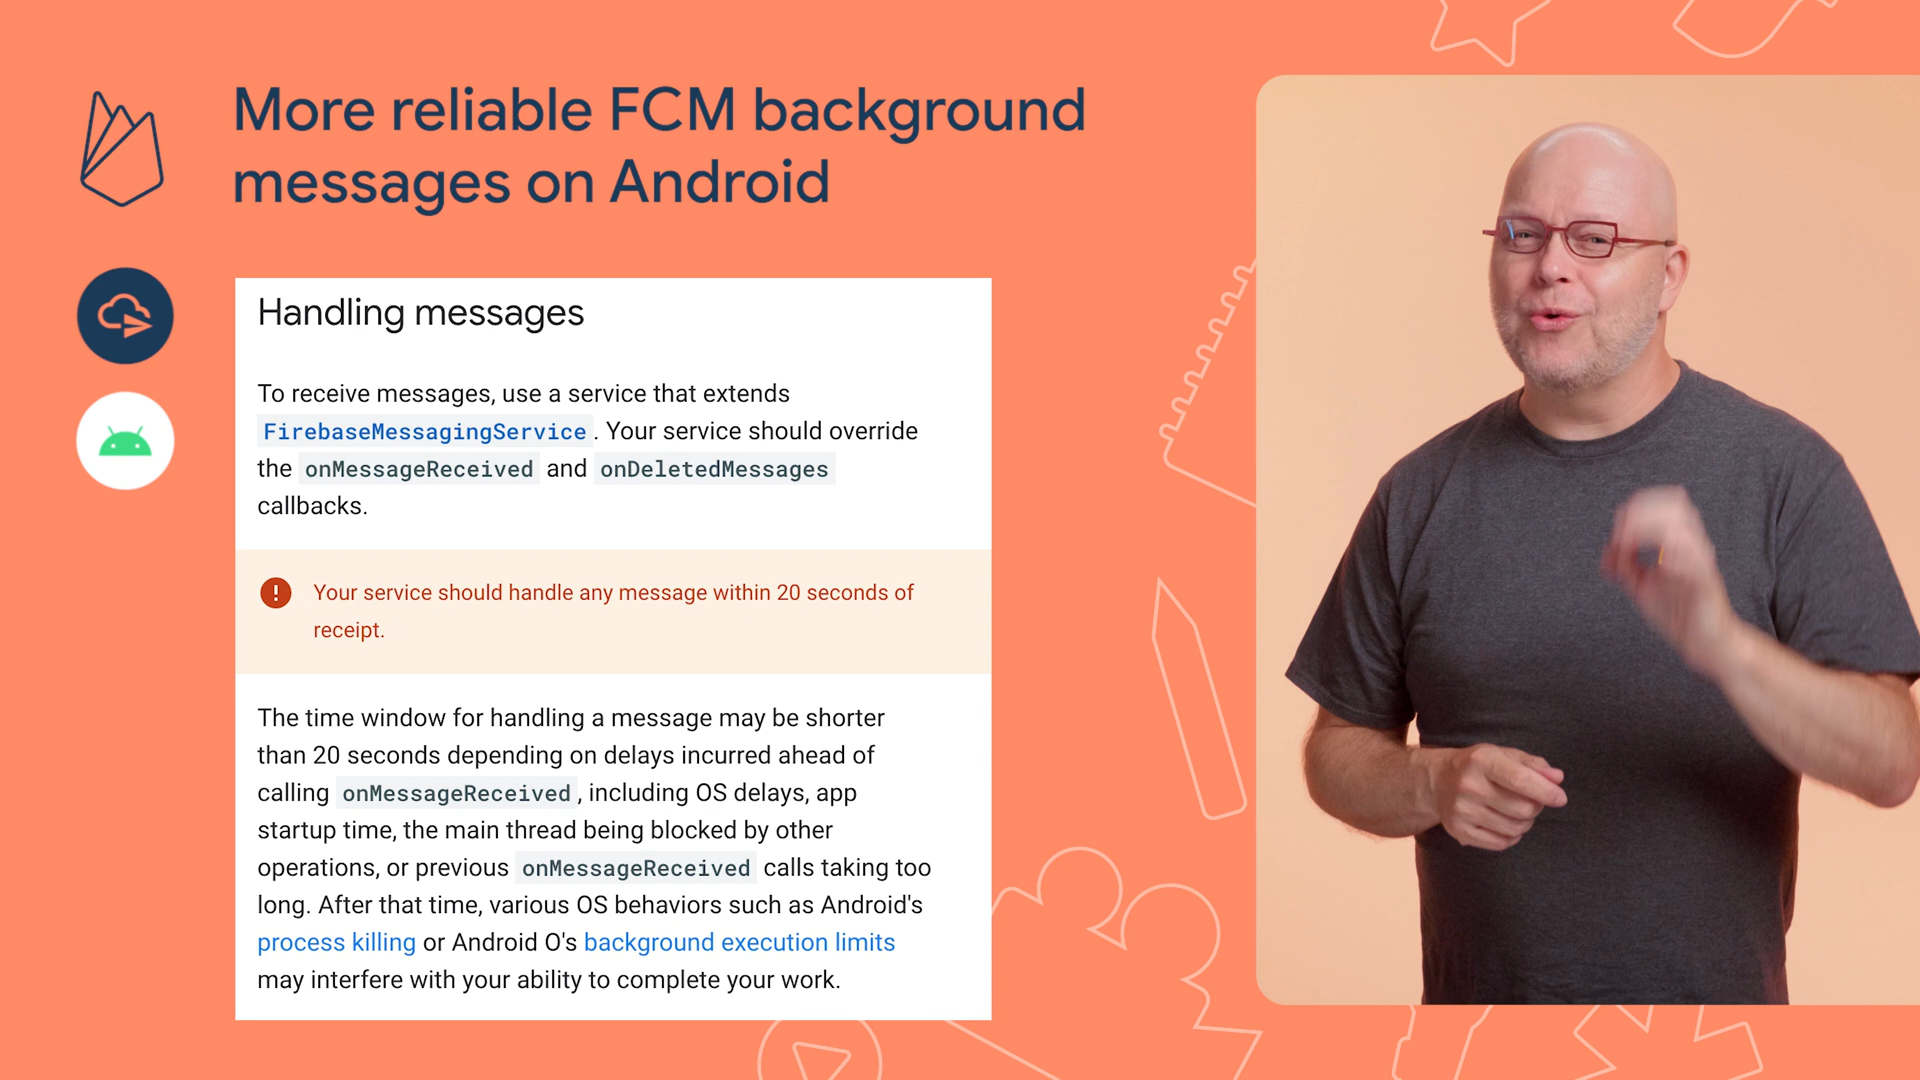 More reliable FCM background
messages on Android
Handling messages
To receive messages, use a service that extends
FirebaseMessagingService. Your service should override
the onMessageReceived and onDeletedMessages
callbacks.
! Your service should handle any message within 20 seconds of
receipt.
The time window for handling a message may be shorter
than 20 seconds depending on delays incurred ahead of
calling onMessageReceived, including OS delays, app
startup time, the main thread being blocked by other
operations, or previous onMessageReceived calls taking too
long. After that time, various OS behaviors such as Android's
process killing or Android O's background execution limits
may interfere with your ability to complete your work.